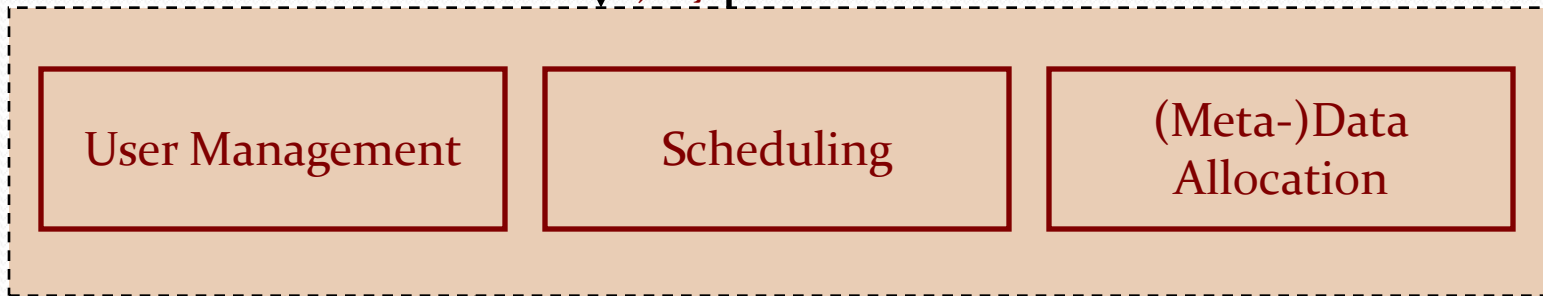 User Management
Scheduling
(Meta-)Data
Allocation